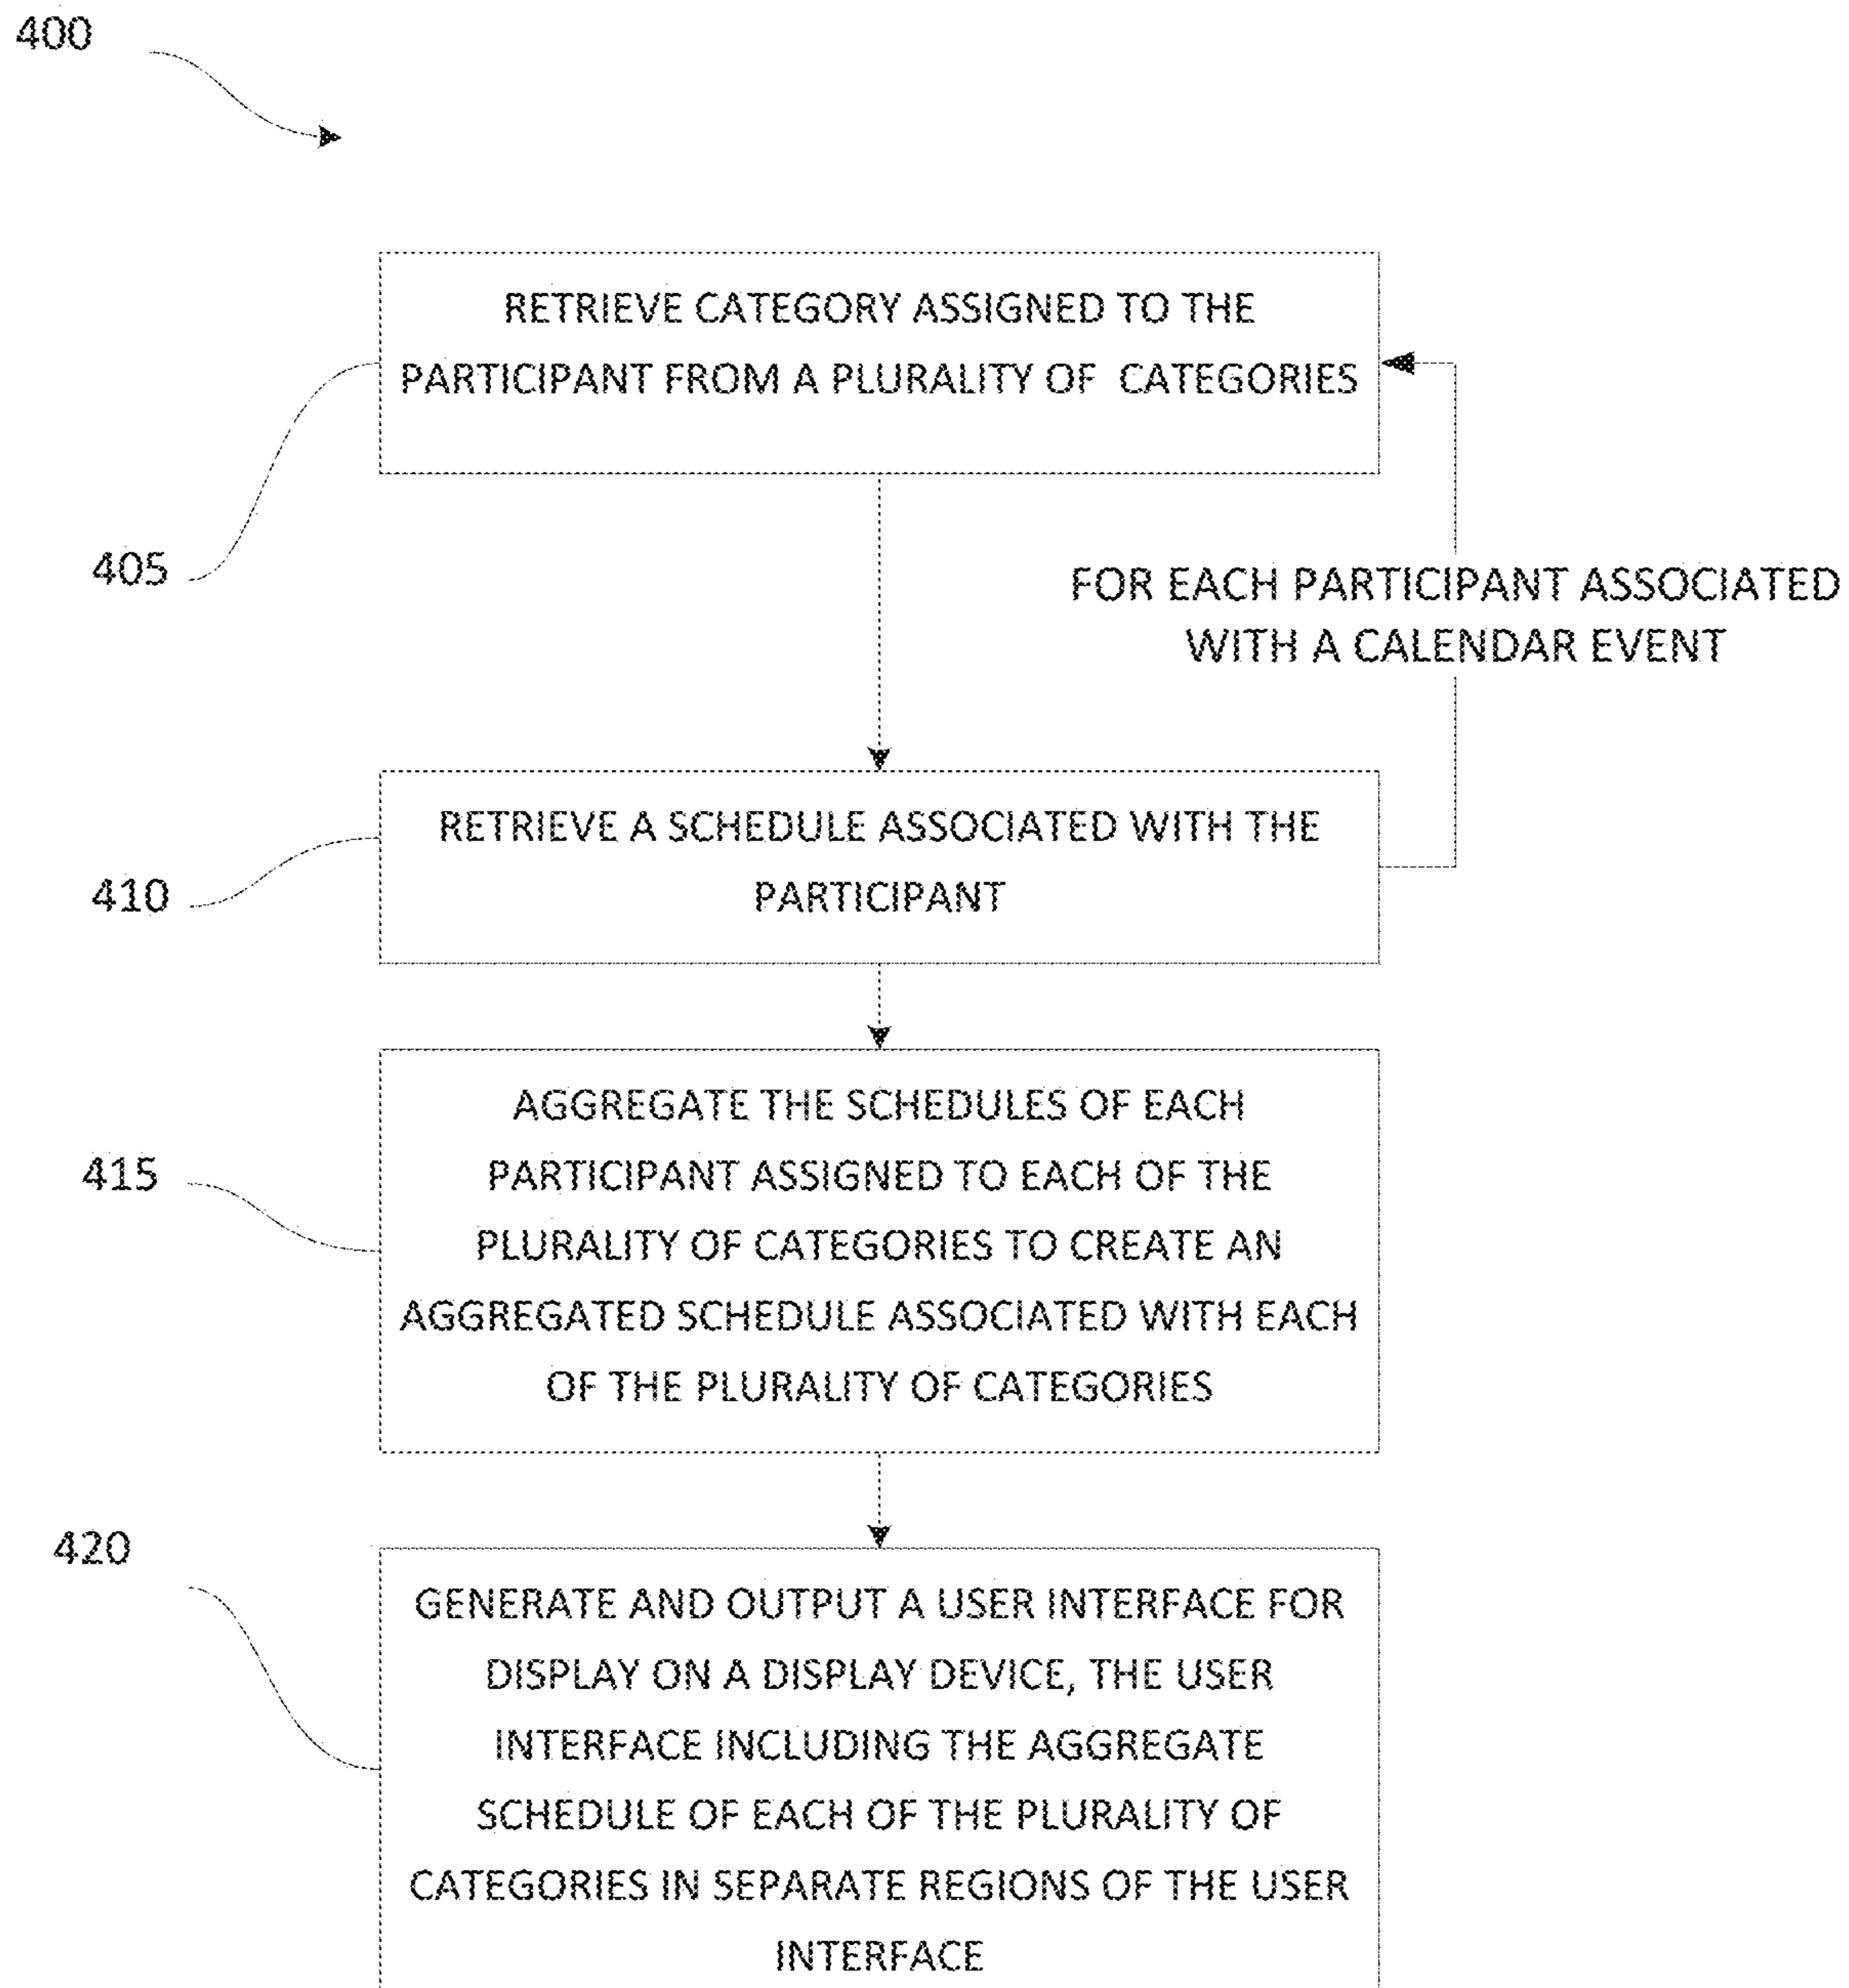 400
RETRIEVE CATEGORY ASSIGNED TO THE
PARTICIPANT FROM A PLURALITY OF CATEGORIES
405
FOR EACH PARTICIPANT ASSOCIATED
WITH A CALENDAR EVENT
RETRIEVE A SCHEDULE ASSOCIATED WITH THE
PARTICIPANT
410
AGGREGATE THE SCHEDULES OF EACH
PARTICIPANT ASSIGNED TO EACH OF THE
PLURALITY OF CATEGORIES TO CREATE AN
AGGREGATED SCHEDULE ASSOCIATED WITH EACH
OF THE PLURALITY OF CATEGORIES
415
420
GENERATE AND OUTPUT A USER INTERFACE FOR
DISPLAY ON A DISPLAY DEVICE, THE USER
INTERFACE INCLUDING THE AGGREGATE
SCHEDULE OF EACH OF THE PLURALITY OF
CATEGORIES IN SEPARATE REGIONS OF THE USER
INTERFACE